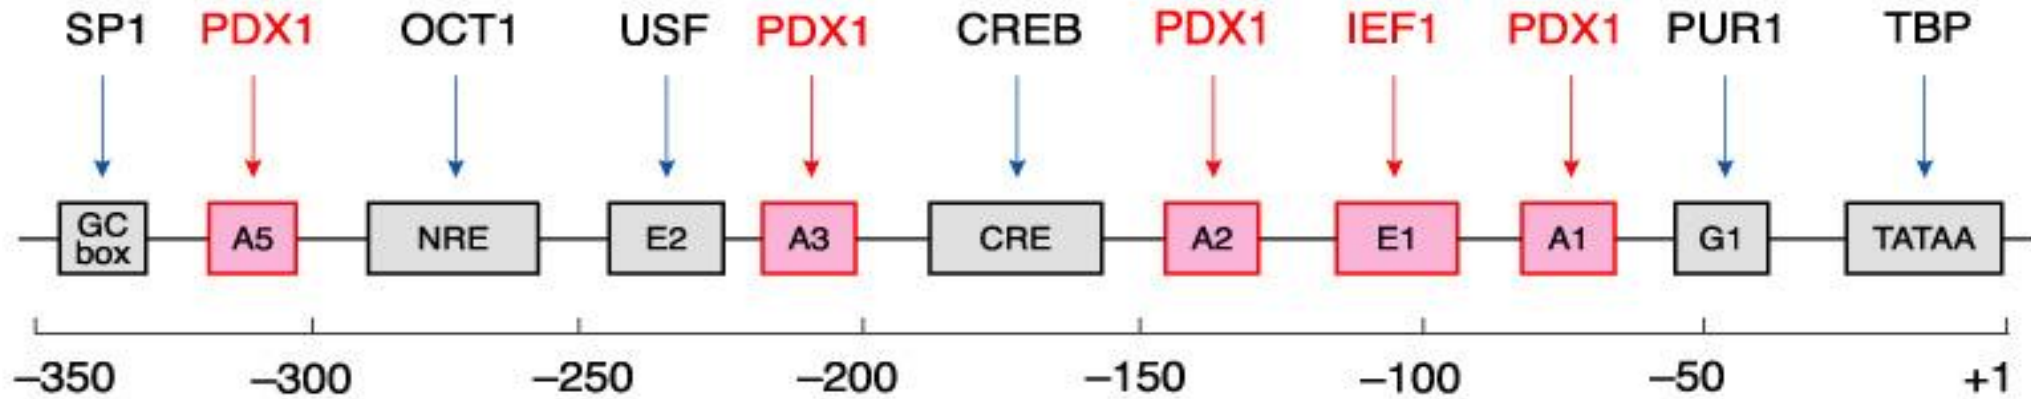 SP1 PDX1 OCT1 USF PDX1 CREB PDX1 IEF1 PDX1 PUR1 TBP
GC box A5 NRE E2 A3 CRE A2 E1 A1 G1 TATAA
–350 –300 –250 –200 –150 –100 –50 +1